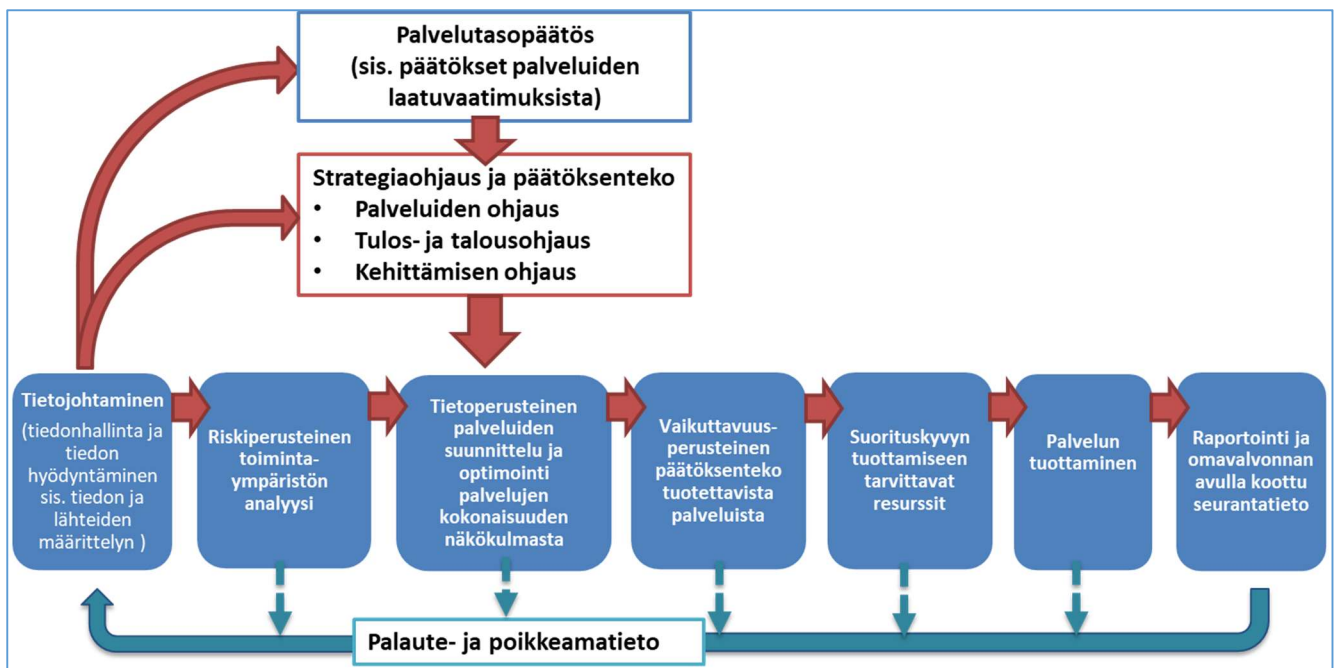 Palvelutasopäätös
(sis. päätökset palveluiden
laatuvaatimuksista)
Strategiaohjaus ja päätöksenteko
• Palveluiden ohjaus
• Tulos- ja talousohjaus
• Kehittämisen ohjaus
Tietojohtaminen
(tiedonhallinta ja
tiedon
hyödyntäminen
sis. tiedon ja
lähteiden
määrittelyn )
Riskiperusteinen
toiminta-
ympäristön
analyysi
Tietoperusteinen
palveluiden
suunnittelu ja
optimointi
palvelujen
kokonaisuuden
näkökulmasta
Vaikuttavuus-
perusteinen
päätöksenteko
tuotettavista
palveluista
Suorituskyvyn
tuottamiseen
tarvittavat
resurssit
Palvelun
tuottaminen
Raportointi ja
omavalvonnan
avulla koottu
seurantatieto
Palaute- ja poikkeamatieto